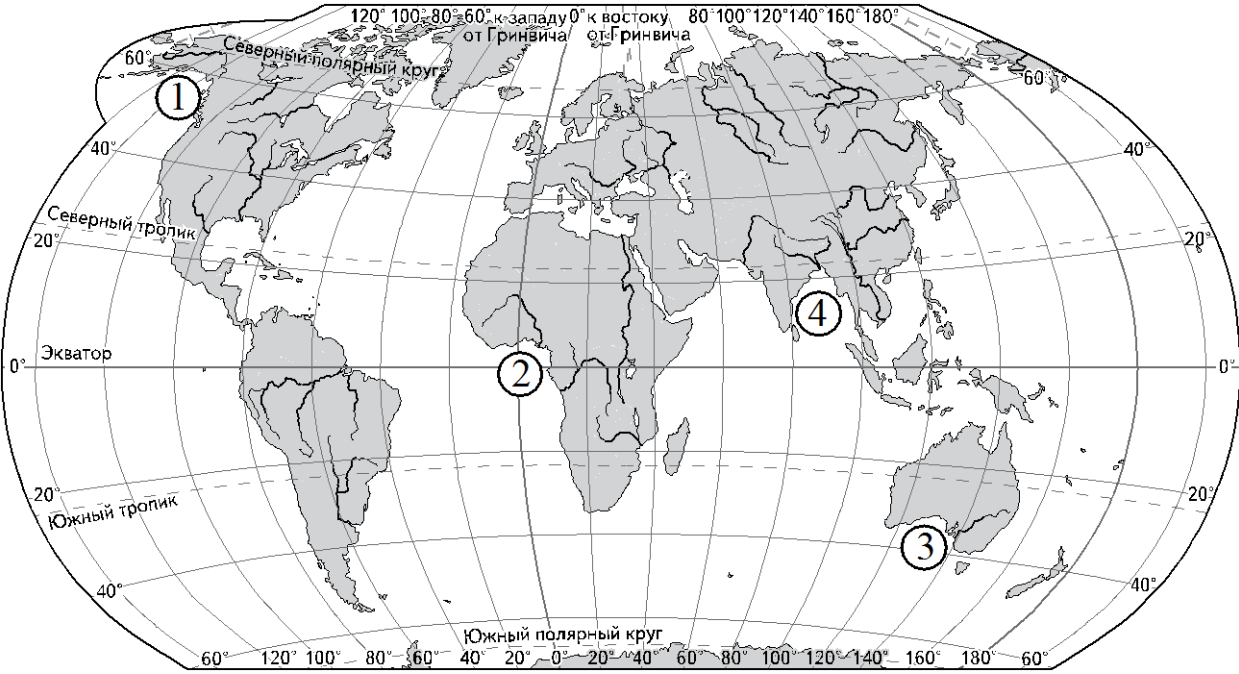 120° 100° 80° 60° к западу 0° к востоку 80° 100° 120° 140° 160° 180°
от Гринвича от Гринвича
Северный полярный круг
60° 60°
1
40° 40°
Северный тропик
20° 20°
4
Экватор
0° 0°
2
20° 20°
Южный тропик
3
40° 40°
Южный полярный круг
60° 120° 100° 80° 60° 40° 20° 0° 20° 40° 60° 80° 100° 120° 140° 160° 180° 60°